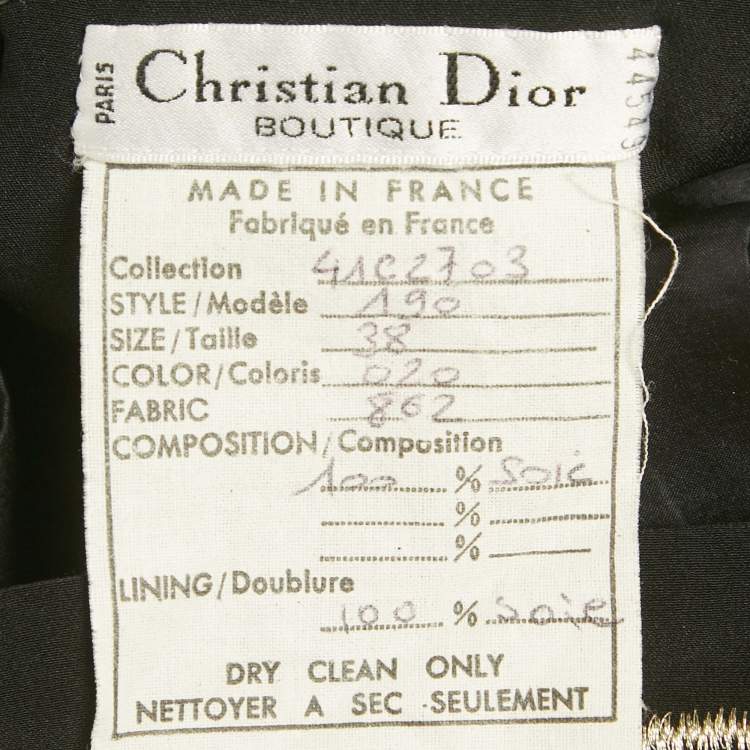 PARIS
Christian Dior
BOUTIQUE
44549
MADE IN FRANCE
Fabriqué en France
Collection 41C2703
STYLE/Modèle 190
SIZE/Taille 38
COLOR/Coloris 020
FABRIC 862
COMPOSITION/Composition
100 % Soie
%
%
LINING/Doublure
100 % Soie
DRY CLEAN ONLY
NETTOYER A SEC SEULEMENT